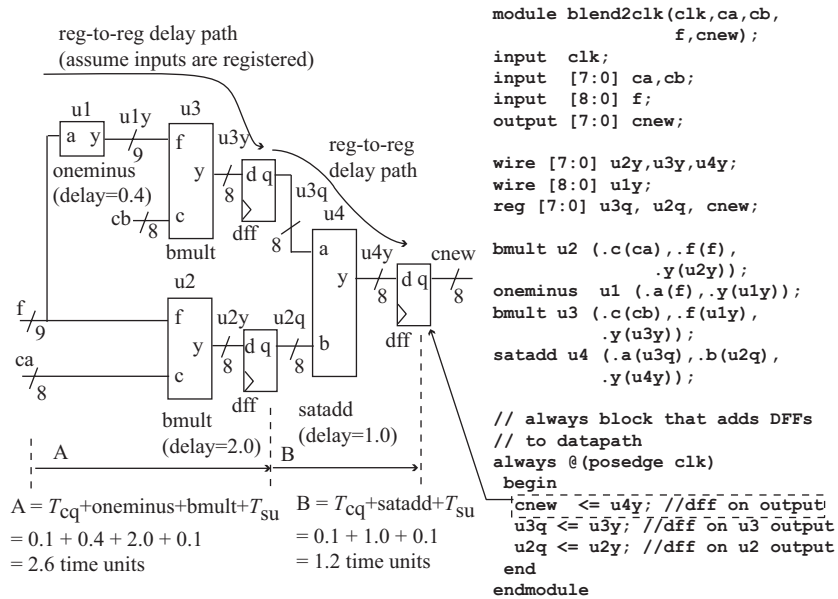 reg-to-reg delay path
(assume inputs are registered)
u1
u1y
u3
a y
9
f
u3y
y
8
d q
oneminus
(delay=0.4)
cb
8
c
bmult
dff
reg-to-reg
delay path
u3q
8
u4
a
y
b
u4y
8
d q
cnew
8
dff
u2
f
9
f
u2y
y
8
d q
u2q
8
ca
8
c
dff
bmult
(delay=2.0)
satadd
(delay=1.0)
A
B
A = Tcq+oneminus+bmult+Tsu
= 0.1 + 0.4 + 2.0 + 0.1
= 2.6 time units
B = Tcq+satadd+Tsu
= 0.1 + 1.0 + 0.1
= 1.2 time units
module blend2clk(clk,ca,cb,
f,cnew);
input clk;
input [7:0] ca,cb;
input [8:0] f;
output [7:0] cnew;
wire [7:0] u2y,u3y,u4y;
wire [8:0] u1y;
reg [7:0] u3q, u2q, cnew;
bmult u2 (.c(ca),.f(f),
.y(u2y));
oneminus u1 (.a(f),.y(u1y));
bmult u3 (.c(cb),.f(u1y),
.y(u3y));
satadd u4 (.a(u3q),.b(u2q),
.y(u4y));
// always block that adds DFFs
// to datapath
always @(posedge clk)
begin
cnew <= u4y; //dff on output
u3q <= u3y; //dff on u3 output
u2q <= u2y; //dff on u2 output
end
endmodule